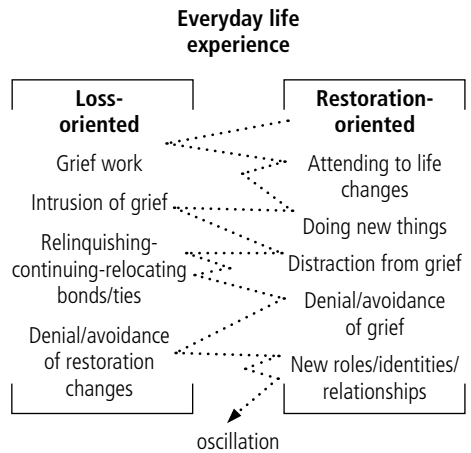 Everyday life
experience
Loss-
oriented
Grief work
Intrusion of grief
Relinquishing-
continuing-relocating
bonds/ties
Denial/avoidance
of restoration
changes
Restoration-
oriented
Attending to life
changes
Doing new things
Distraction from grief
Denial/avoidance
of grief
New roles/identities/
relationships
oscillation